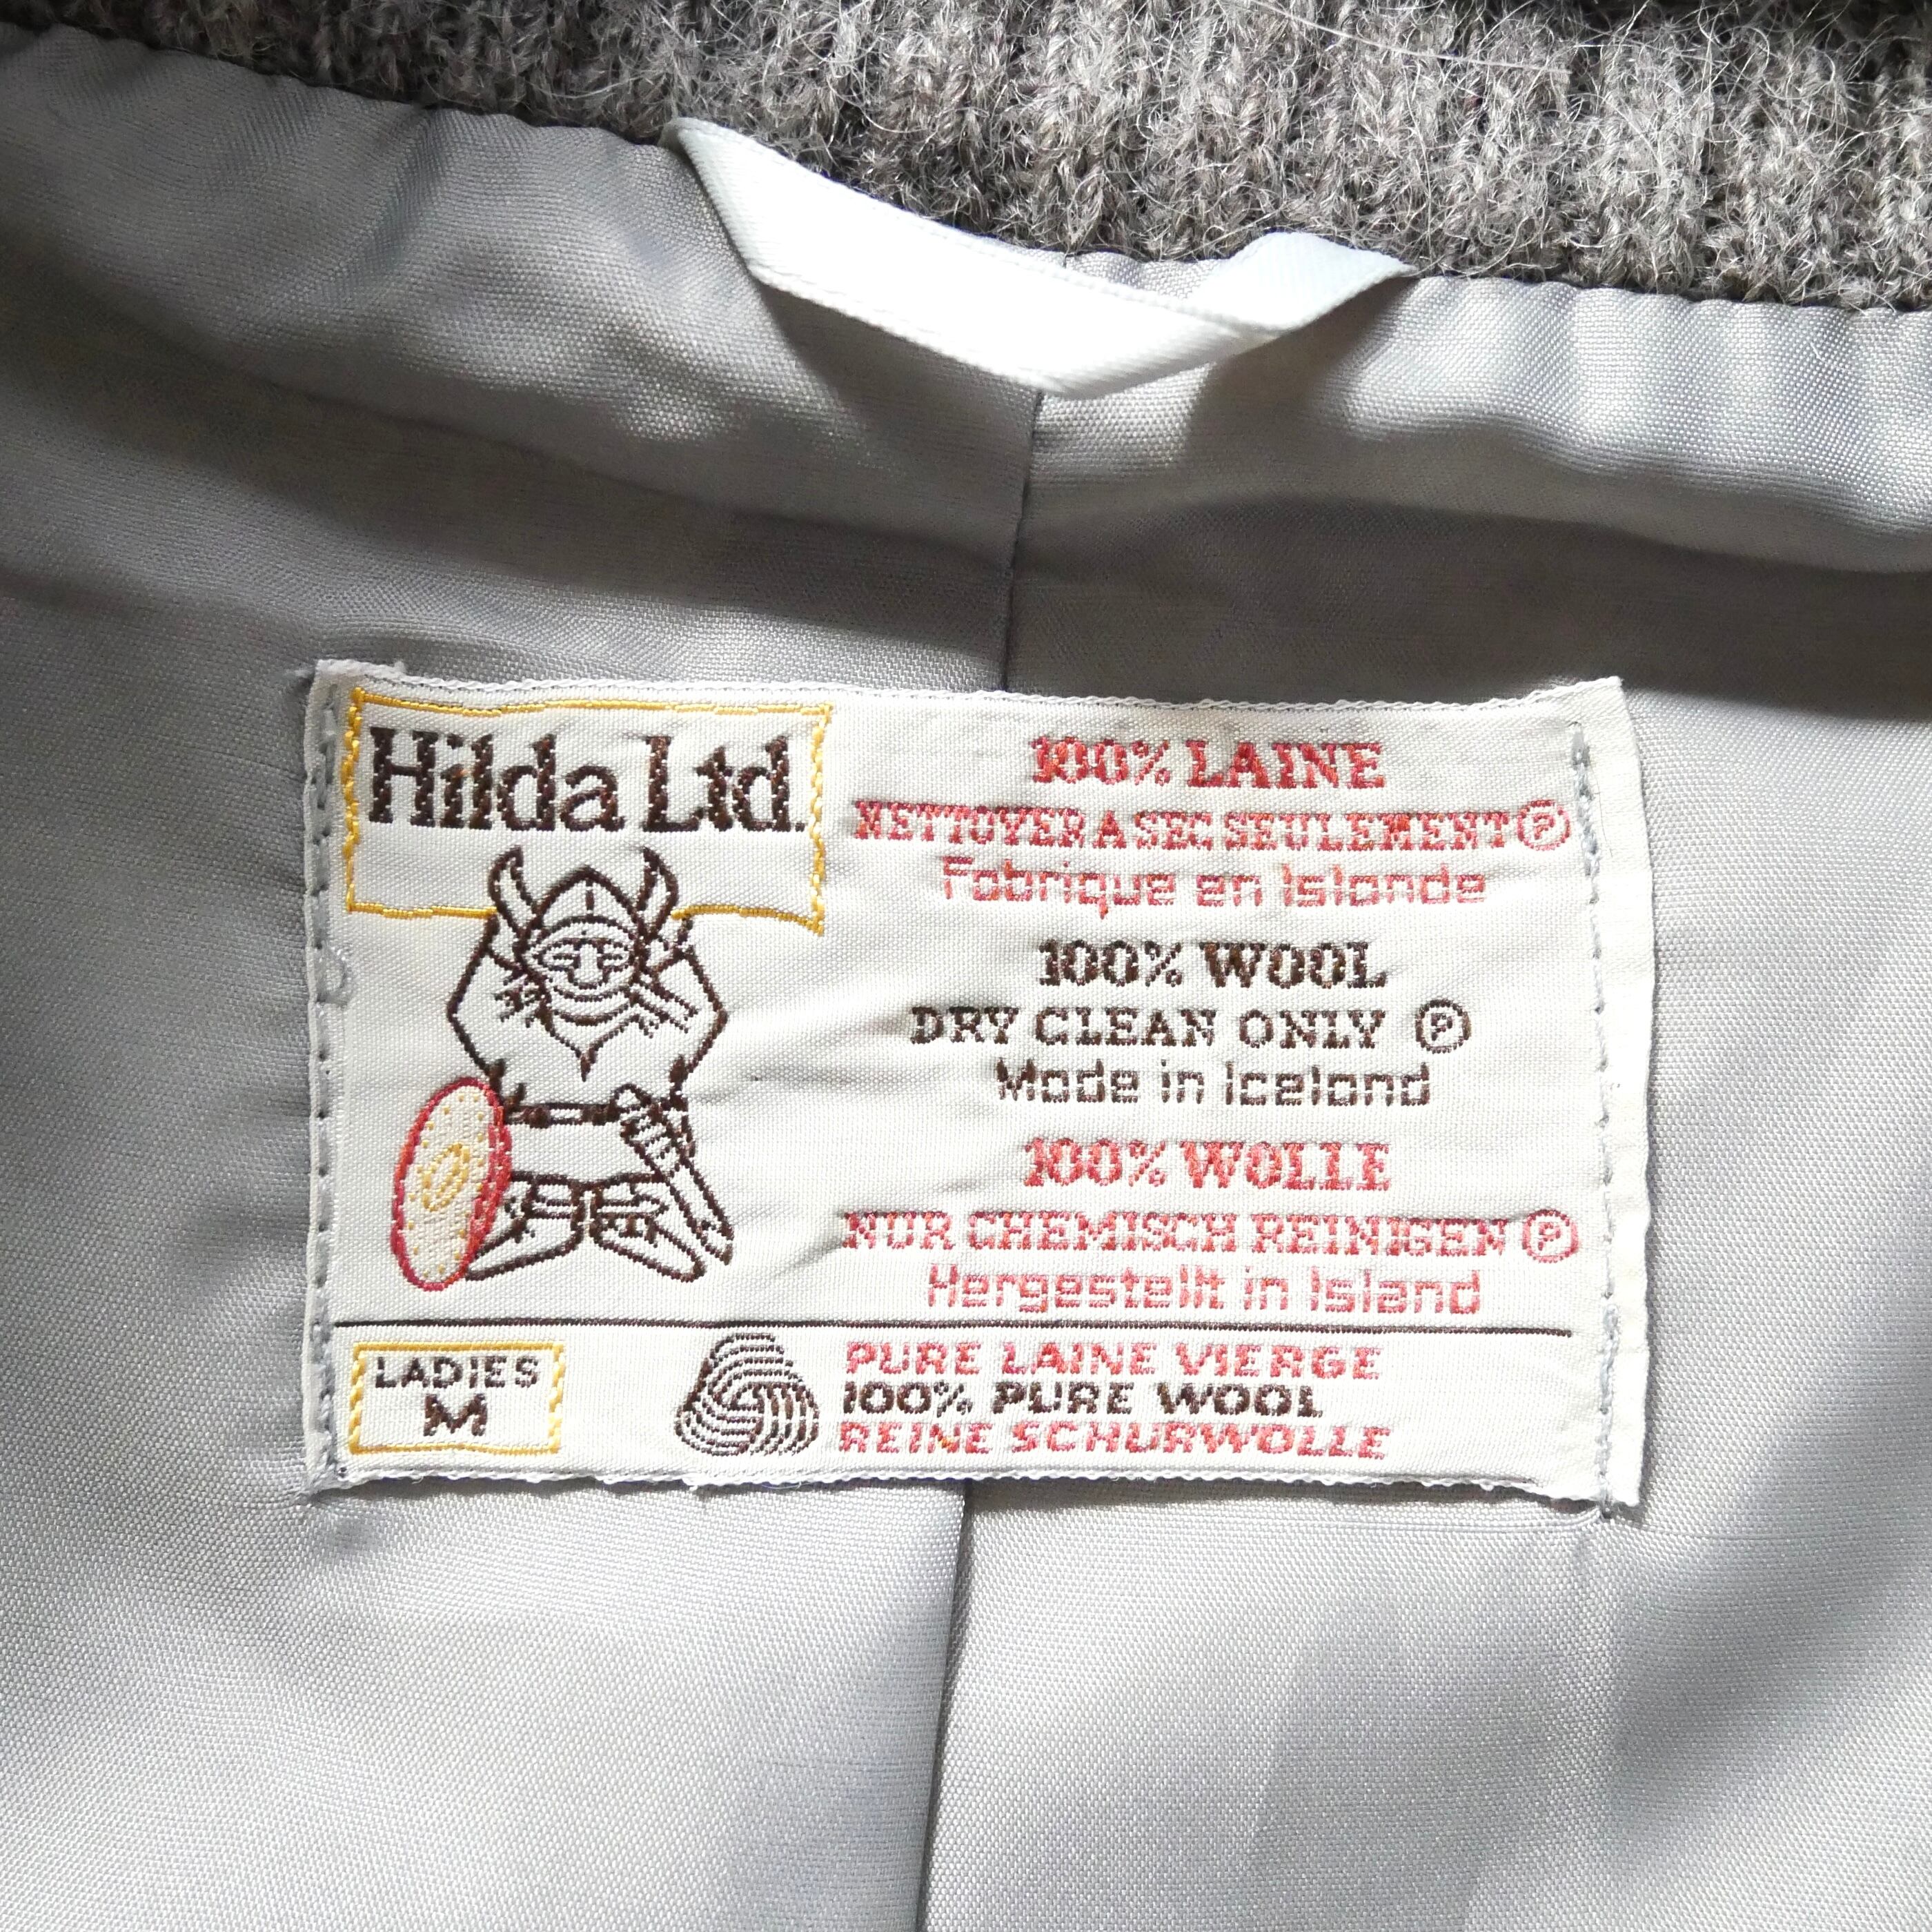 Hilda Ltd.
100% LAINE
NETTOYER A SEC SEULEMENT Ⓟ
Fabrique en Islande
100% WOOL
DRY CLEAN ONLY Ⓟ
Made in Iceland
100% WOLLE
NUR CHEMISCH REINIGEN Ⓟ
Hergestellt in Island
LADIES
M
PURE LAINE VIERGE
100% PURE WOOL
REINE SCHURWOLLE